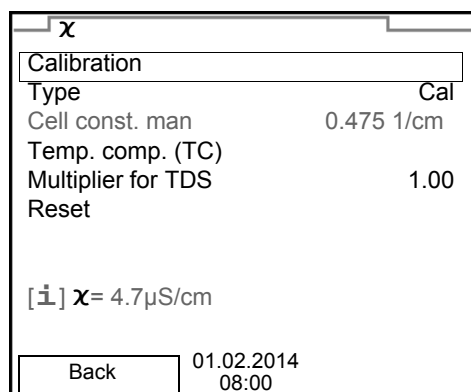 ϰ
Calibration
Type Cal
Cell const. man 0.475 1/cm
Temp. comp. (TC)
Multiplier for TDS 1.00
Reset
[i] ϰ= 4.7µS/cm
Back 01.02.2014
08:00